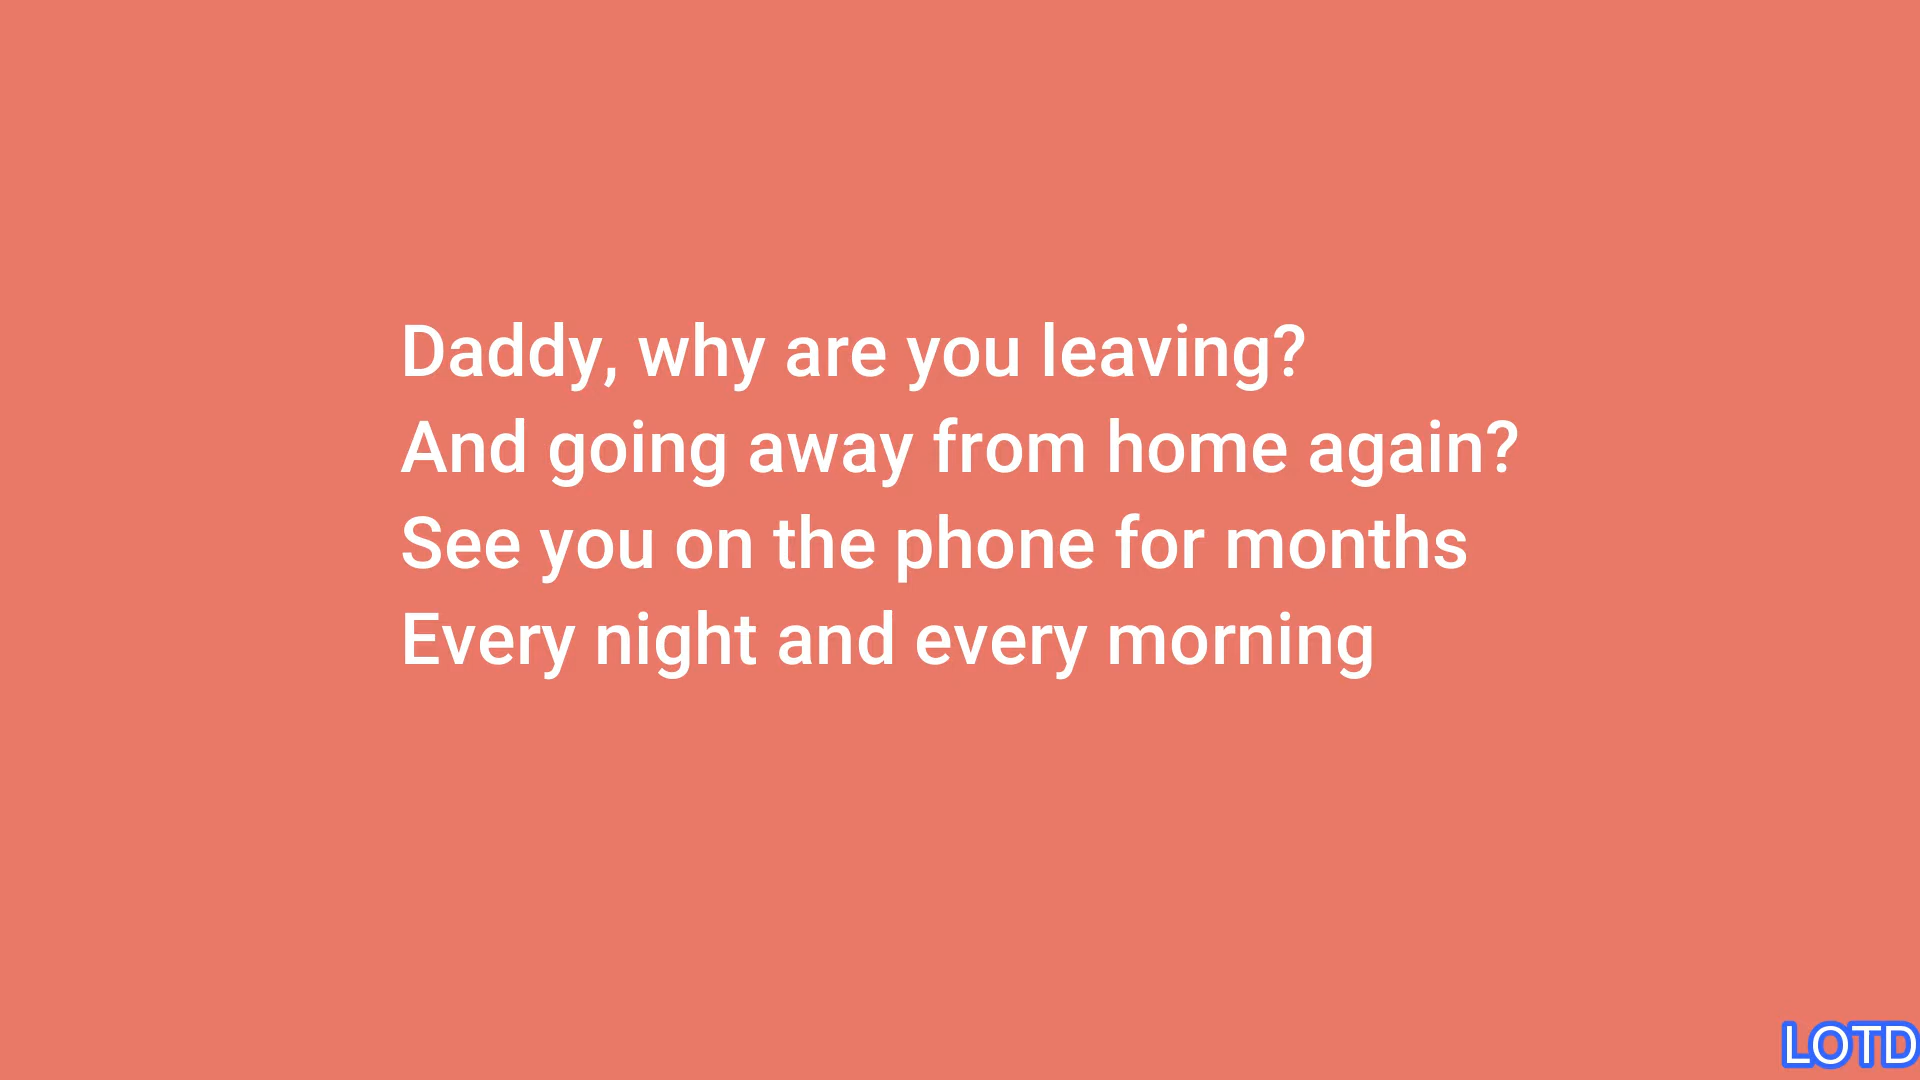 Daddy, why are you leaving?
And going away from home again?
See you on the phone for months
Every night and every morning
LOTD